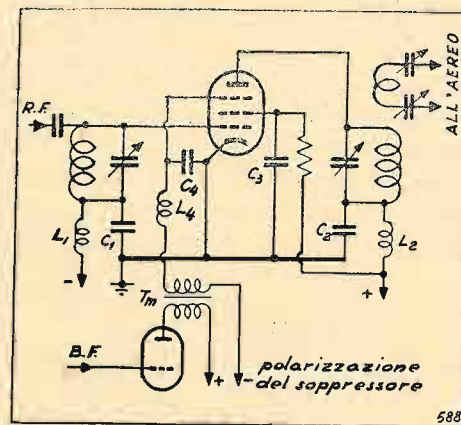 R.F.
ALL'AEREO
C4
C3
L4
L1
C1
C2
L2
-
+
Tm
B.F.
+
-
polarizzazione
del soppressore
588